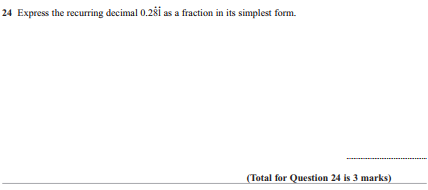 24 Express the recurring decimal 0.28̇1̇ as a fraction in its simplest form.
(Total for Question 24 is 3 marks)